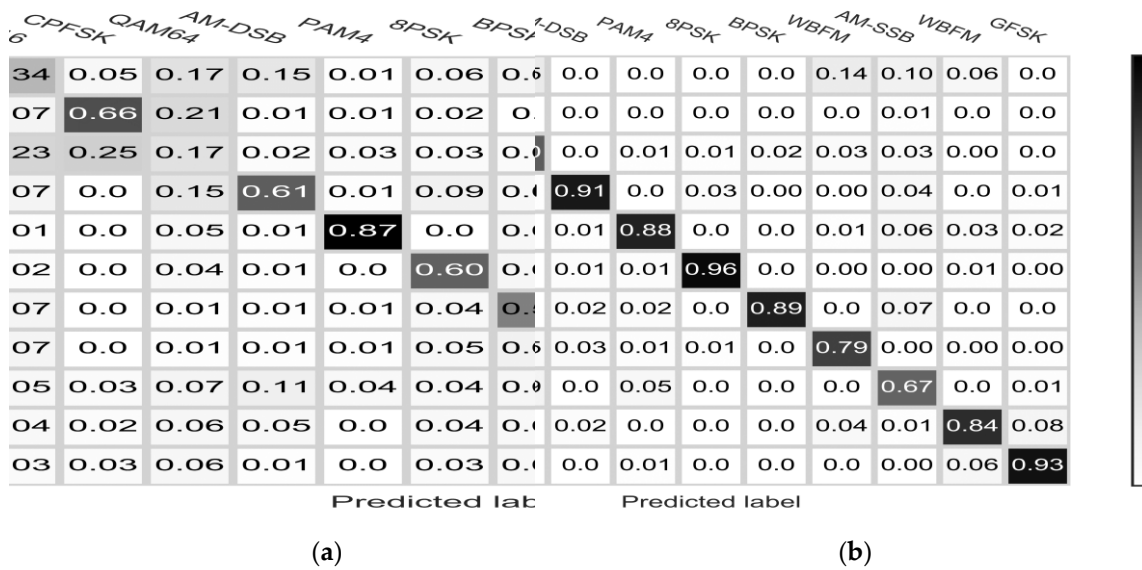 CPFSK QAM64 AM-DSB PAM4 8PSK PAM4 8PSK BPSK WBFM AM-SSB WBFM GFSK
34 0.05 0.17 0.15 0.01 0.06 0.0 0.0 0.0 0.0 0.14 0.10 0.06 0.0
07 0.66 0.21 0.01 0.01 0.02 0.0 0.0 0.0 0.0 0.0 0.01 0.0 0.0
23 0.25 0.17 0.02 0.03 0.03 0.0 0.01 0.01 0.02 0.03 0.03 0.00 0.0
07 0.0 0.15 0.61 0.01 0.09 0.91 0.0 0.03 0.00 0.00 0.04 0.0 0.01
01 0.0 0.05 0.01 0.87 0.0 0.01 0.88 0.0 0.0 0.01 0.06 0.03 0.02
02 0.0 0.04 0.01 0.0 0.60 0.01 0.01 0.96 0.0 0.00 0.00 0.01 0.00
07 0.0 0.01 0.01 0.01 0.04 0.02 0.02 0.0 0.89 0.0 0.07 0.0 0.0
07 0.0 0.01 0.01 0.01 0.05 0.03 0.01 0.01 0.0 0.79 0.00 0.00 0.00
05 0.03 0.07 0.11 0.04 0.04 0.0 0.05 0.0 0.0 0.0 0.67 0.0 0.01
04 0.02 0.06 0.05 0.0 0.04 0.02 0.0 0.0 0.0 0.04 0.01 0.84 0.08
03 0.03 0.06 0.01 0.0 0.03 0.0 0.01 0.0 0.0 0.0 0.00 0.06 0.93
Predicted Predicted label
(a) (b)